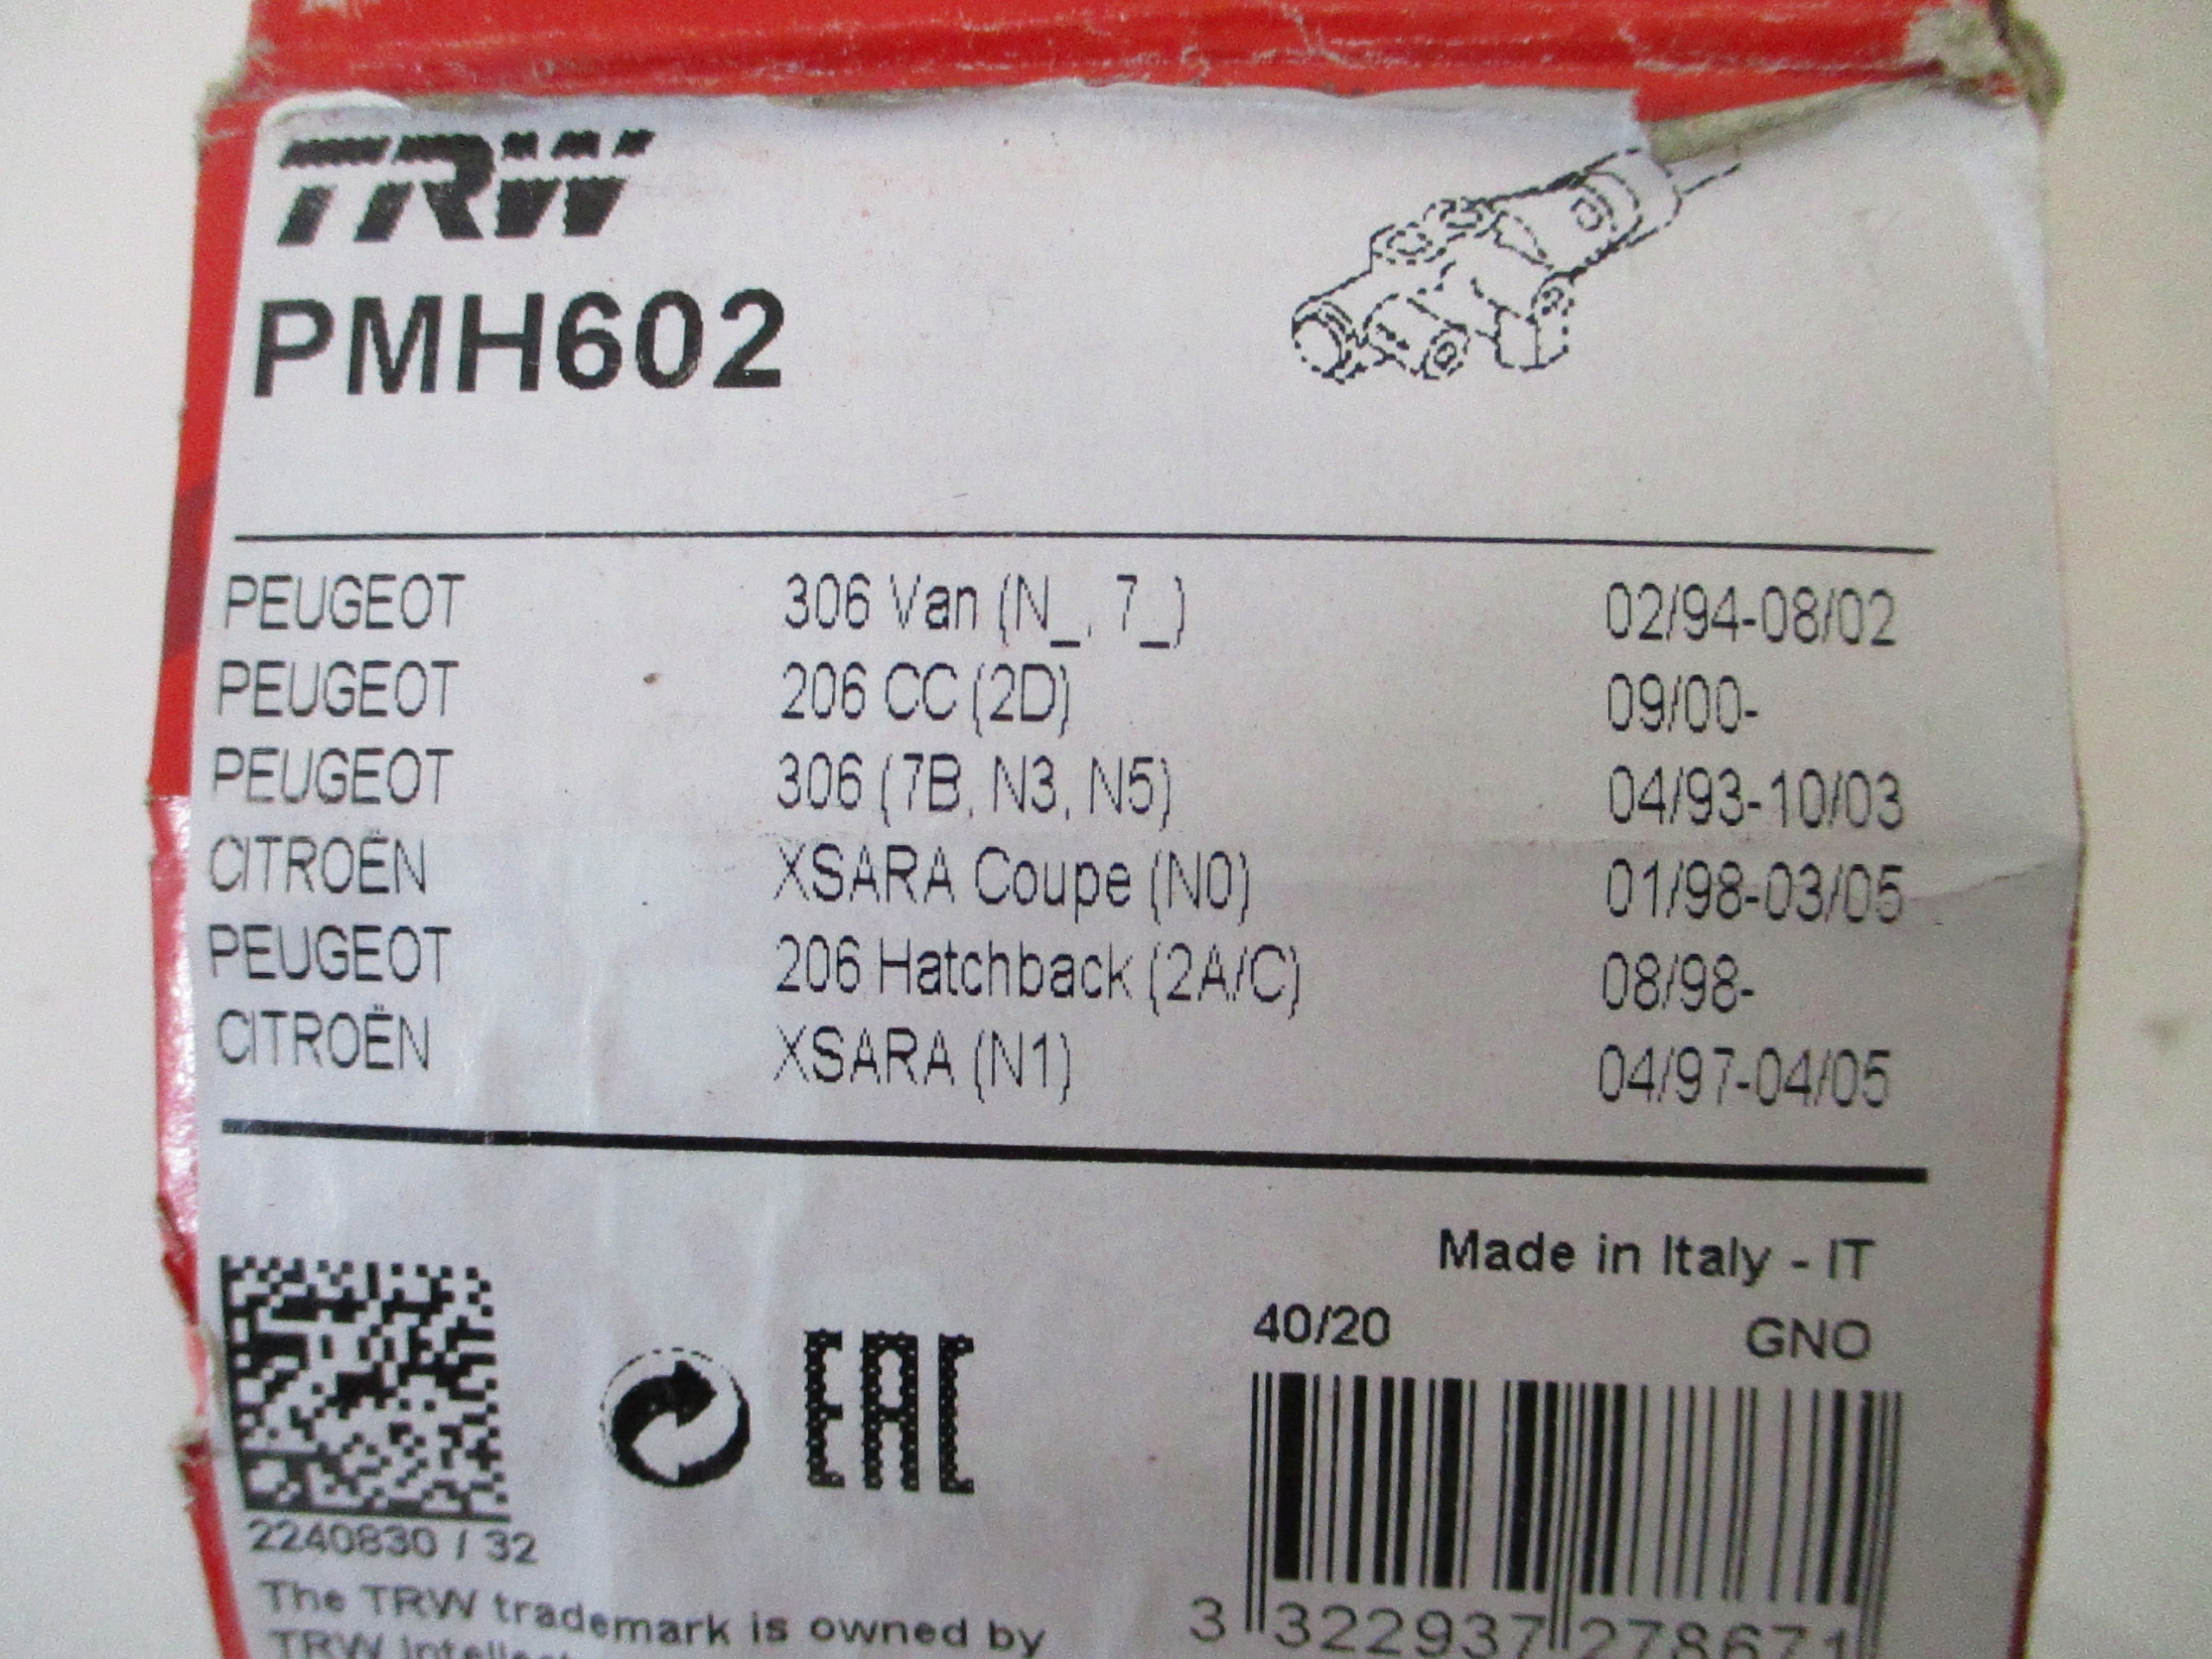 TRW
PMH602
PEUGEOT 306 Van (N_, 7_) 02/94-08/02
PEUGEOT 206 CC (2D) 09/00-
PEUGEOT 306 (7B, N3, N5) 04/93-10/03
CITROËN XSARA Coupe (N0) 01/98-03/05
PEUGEOT 206 Hatchback (2A/C) 08/98-
CITROËN XSARA (N1) 04/97-04/05
Made in Italy - IT
40/20 GNO
EAC
2240830 / 32
3 322937 278671
The TRW trademark is owned by
TRW